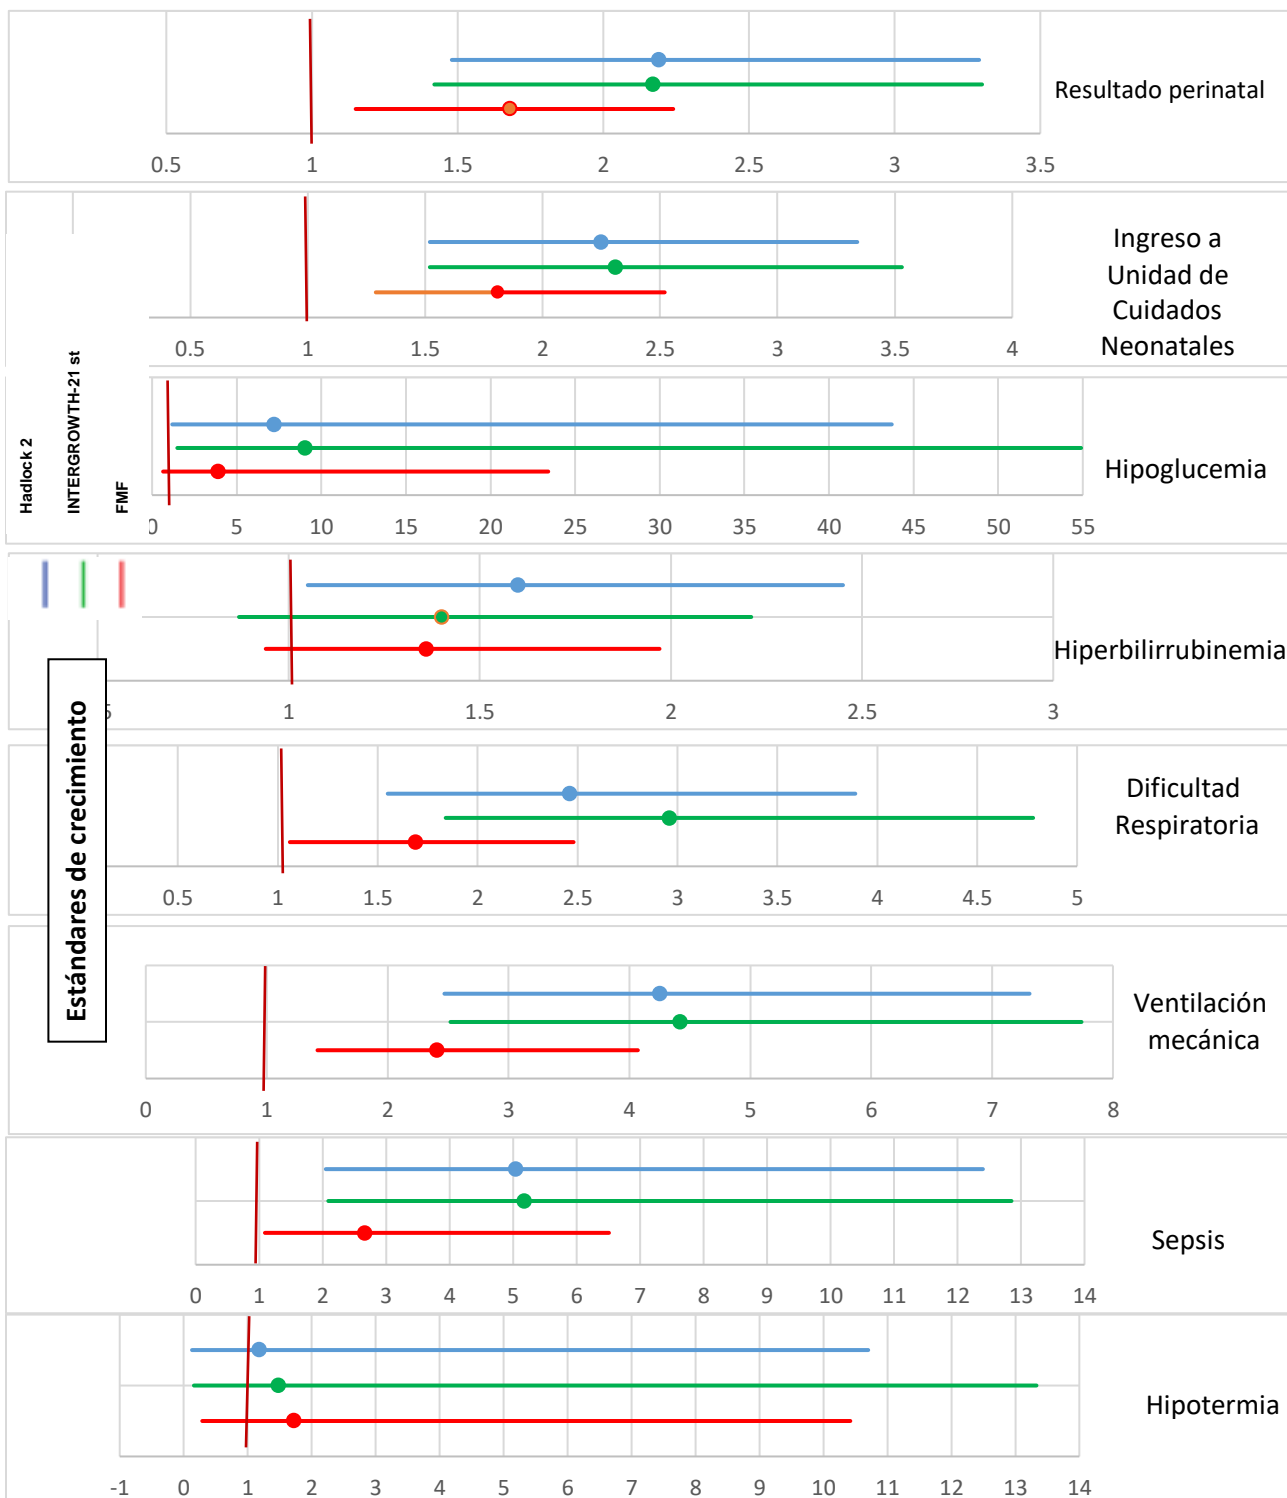 Resultado perinatal
0.5 1 1.5 2 2.5 3 3.5
Ingreso a
Unidad de
Cuidados
Neonatales
0.5 1 1.5 2 2.5 3 3.5 4
Hadlock 2
INTERGROWTH-21 st
FMF
Hipoglucemia
0 5 10 15 20 25 30 35 40 45 50 55
Hiperbilirrubinemia
5 1 1.5 2 2.5 3
Estándares de crecimiento
Dificultad
Respiratoria
0.5 1 1.5 2 2.5 3 3.5 4 4.5 5
Ventilación
mecánica
0 1 2 3 4 5 6 7 8
Sepsis
0 1 2 3 4 5 6 7 8 9 10 11 12 13 14
Hipotermia
-1 0 1 2 3 4 5 6 7 8 9 10 11 12 13 14